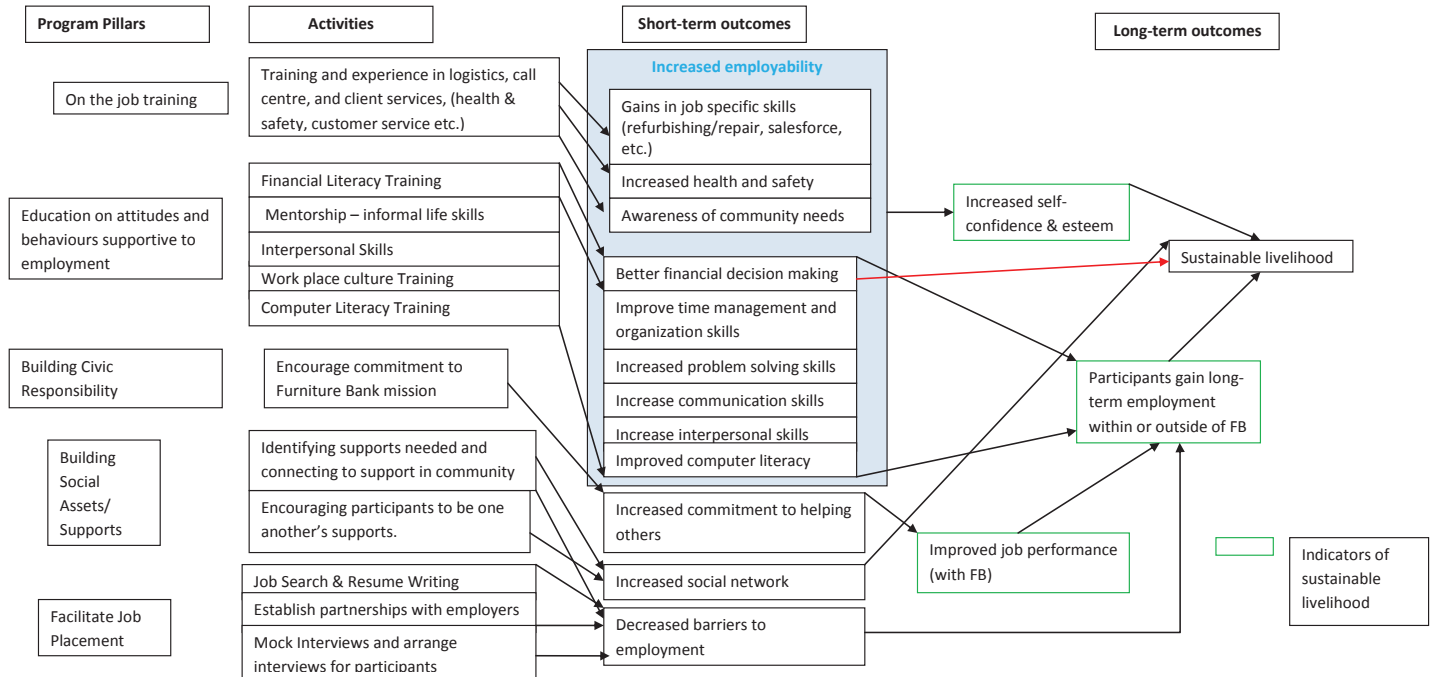 Program Pillars
Activities
Short-term outcomes
Long-term outcomes
On the job training
Education on attitudes and
behaviours supportive to
employment
Building Civic
Responsibility
Building
Social
Assets/
Supports
Facilitate Job
Placement
Training and experience in logistics, call
centre, and client services, (health &
safety, customer service etc.)
Financial Literacy Training
Mentorship – informal life skills
Interpersonal Skills
Work place culture Training
Computer Literacy Training
Encourage commitment to
Furniture Bank mission
Identifying supports needed and
connecting to support in community
Encouraging participants to be one
another’s supports.
Job Search & Resume Writing
Establish partnerships with employers
Mock Interviews and arrange
interviews for participants
Increased employability
Gains in job specific skills
(refurbishing/repair, salesforce,
etc.)
Increased health and safety
Awareness of community needs
Better financial decision making
Improve time management and
organization skills
Increased problem solving skills
Increase communication skills
Increase interpersonal skills
Improved computer literacy
Increased commitment to helping
others
Increased social network
Decreased barriers to
employment
Increased self-
confidence & esteem
Sustainable livelihood
Participants gain long-
term employment
within or outside of FB
Improved job performance
(with FB)
Indicators of
sustainable
livelihood